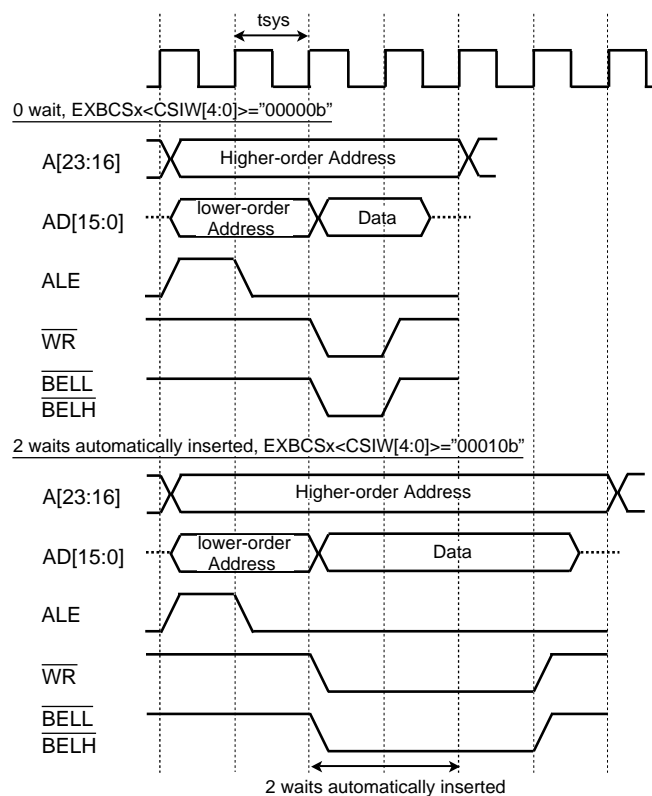 tsys
0 wait, EXBCSx<CSIW[4:0]>="00000b"
A[23:16]
Higher-order Address
AD[15:0]
lower-order
Address
Data
ALE
WR
BELL
BELH
2 waits automatically inserted, EXBCSx<CSIW[4:0]>="00010b"
A[23:16]
Higher-order Address
AD[15:0]
lower-order
Address
Data
ALE
WR
BELL
BELH
2 waits automatically inserted